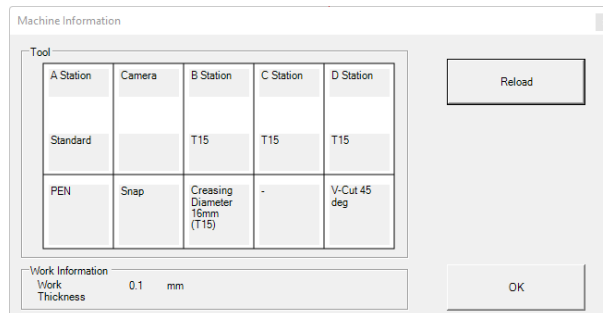 Machine Information
Tool
A Station Camera B Station C Station D Station
Reload
Standard T15 T15 T15
PEN Snap Creasing Diameter 16mm (T15) - V-Cut 45 deg
Work Information
Work Thickness 0.1 mm
OK